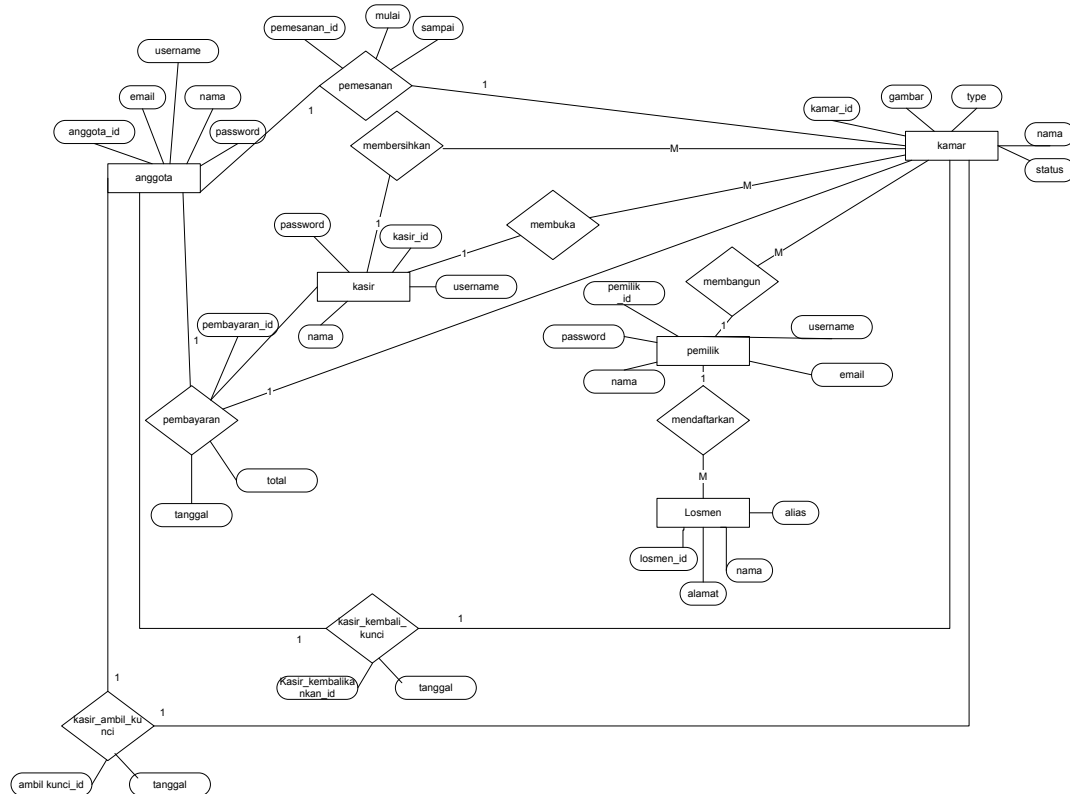 mulai
pemesanan_id
sampai
username
pemesanan
1
1
email
nama
anggota_id
password
anggota
gambar
type
kamar_id
nama
kamar
status
membersihkan
M
1
M
membuka
1
password
kasir_id
kasir
username
nama
M
membangun
1
pemilik
_id
username
password
pemilik
nama
email
1
mendaftarkan
M
Losmen
alias
losmen_id
nama
alamat
pembayaran_id
1
1
pembayaran
total
tanggal
kasir_kembali_
kunci
1
1
Kasir_kembalika
nkan_id
tanggal
1
kasir_ambil_ku
nci
1
ambil kunci_id
tanggal